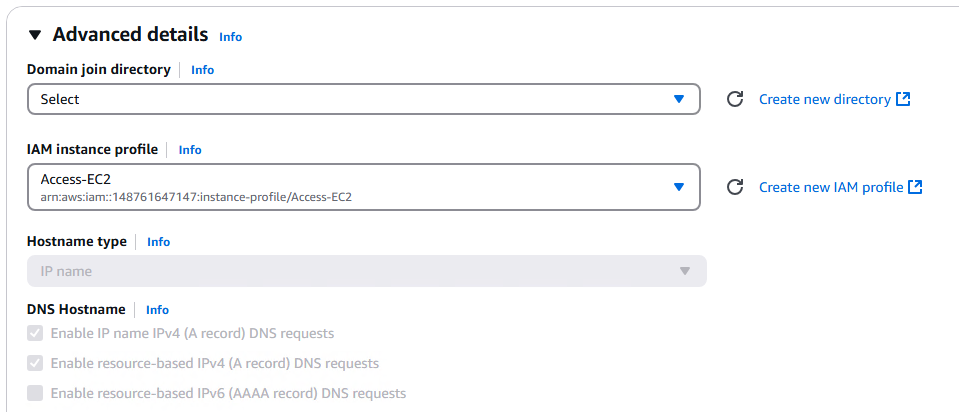 Advanced details Info
Domain join directory Info
Select
Create new directory
IAM instance profile Info
Access-EC2
arn:aws:iam::148761647147:instance-profile/Access-EC2
Create new IAM profile
Hostname type Info
IP name
DNS Hostname Info
Enable IP name IPv4 (A record) DNS requests
Enable resource-based IPv4 (A record) DNS requests
Enable resource-based IPv6 (AAAA record) DNS requests